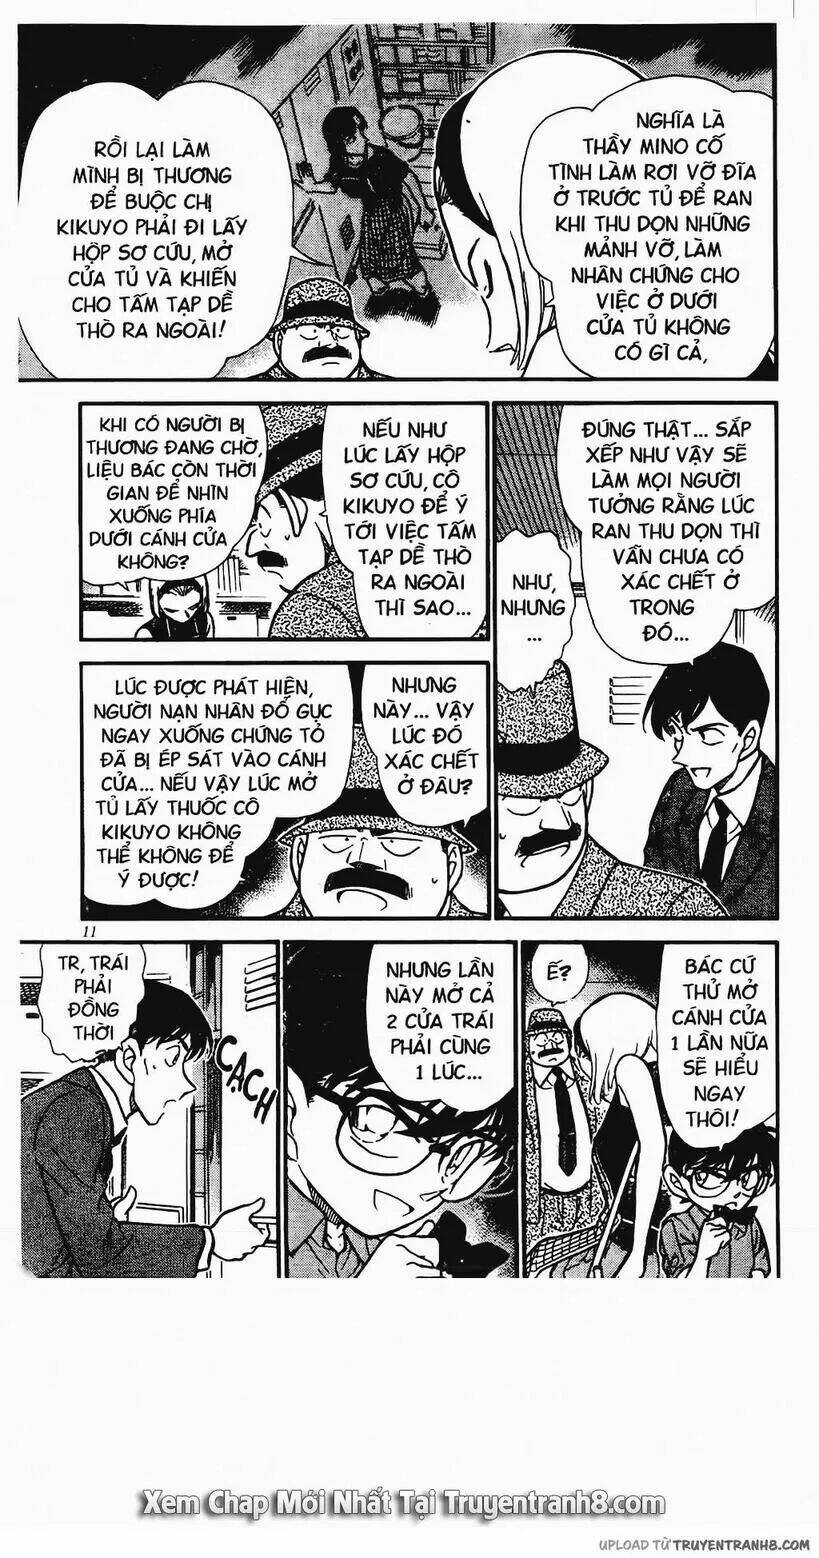 NGHĨA LÀ
THẦY MINO CỐ
TÌNH LÀM RƠI VỠ ĐĨA
Ở TRƯỚC TỦ ĐỂ RAN
KHI THU DỌN NHỮNG
MẢNH VỠ, LÀM
NHÂN CHỨNG CHO
VIỆC Ở DƯỚI
CỬA TỦ KHÔNG
CÓ GÌ CẢ,
RỒI LẠI LÀM
MÌNH BỊ THƯƠNG
ĐỂ BUỘC CHỊ
KIKUYO PHẢI ĐI LẤY
HỘP SƠ CỨU, MỞ
CỬA TỦ VÀ KHIẾN
CHO TẤM TẠP DỀ
THÒ RA NGOÀI!
ĐÚNG THẬT... SẮP
XẾP NHƯ VẬY SẼ
LÀM MỌI NGƯỜI
TƯỞNG RẰNG LÚC
RAN THU DỌN THÌ
VẪN CHƯA CÓ
XÁC CHẾT Ở
TRONG
ĐÓ...
NHƯ,
NHƯNG
...
NẾU NHƯ
LÚC LẤY HỘP
SƠ CỨU, CÔ
KIKUYO ĐỂ Ý
TỚI VIỆC TẤM
TẠP DỀ THÒ
RA NGOÀI
THÌ SAO...
KHI CÓ NGƯỜI BỊ
THƯƠNG ĐANG CHỜ,
LIỆU BÁC CÒN THỜI
GIAN ĐỂ NHÌN
XUỐNG PHÍA
DƯỚI CÁNH CỬA
KHÔNG?
NHƯNG
NÀY... VẬY
LÚC ĐÓ
XÁC CHẾT
Ở ĐÂU?
LÚC ĐƯỢC PHÁT HIỆN,
NGƯỜI NẠN NHÂN ĐỔ GỤC
NGAY XUỐNG CHỨNG TỎ
ĐÃ BỊ ÉP SÁT VÀO CÁNH
CỬA... NẾU VẬY LÚC MỞ
TỦ LẤY THUỐC CÔ
KIKUYO KHÔNG
THỂ KHÔNG ĐỂ
Ý ĐƯỢC!
11
BÁC CỨ
THỬ MỞ
CÁNH CỬA
1 LẦN NỮA
SẼ HIỂU
NGAY
THÔI!
Ế?
NHƯNG LẦN
NÀY MỞ CẢ
2 CỬA TRÁI
PHẢI CÙNG
1 LÚC...
TR, TRÁI
PHẢI
ĐỒNG
THỜI
CẠCH
Xem Chap Mới Nhất Tại Truyentranh8.com
UPLOAD TỪ TRUYENTRANH8.COM